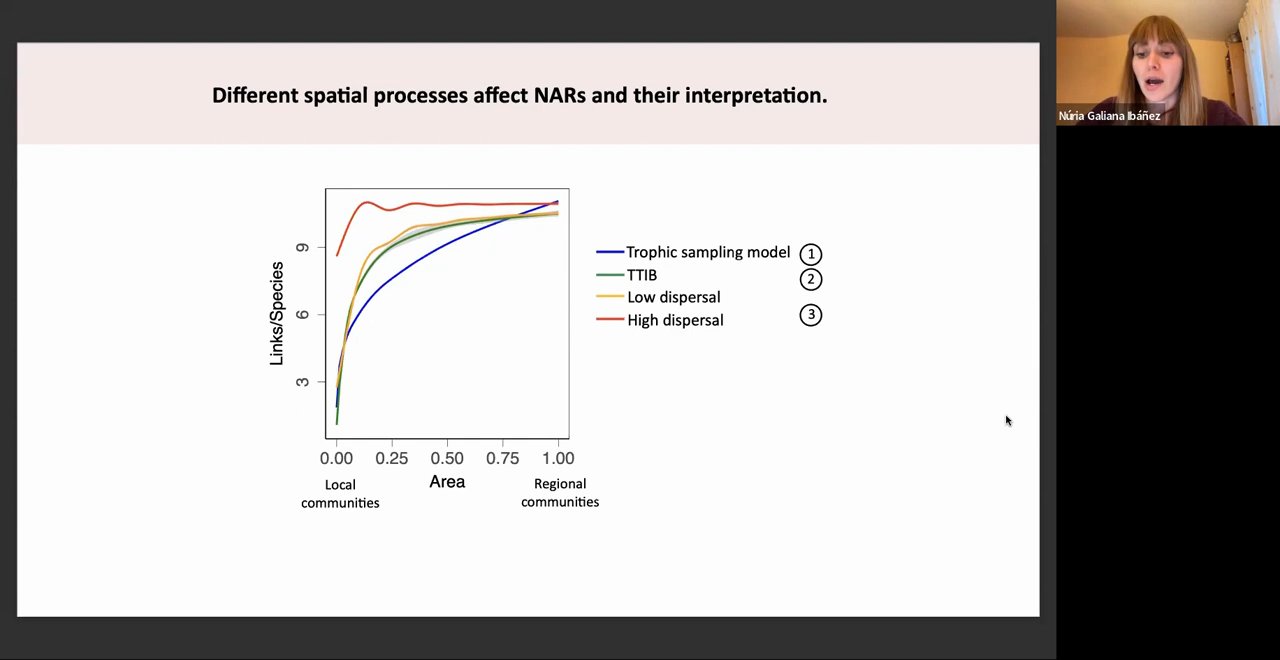 Different spatial processes affect NARs and their interpretation.
Núria Galiana Ibáñez
Links/Species
9
6
3
0.00 0.25 0.50 0.75 1.00
Area
Local
communities
Regional
communities
Trophic sampling model 1
TTIB 2
Low dispersal
High dispersal 3